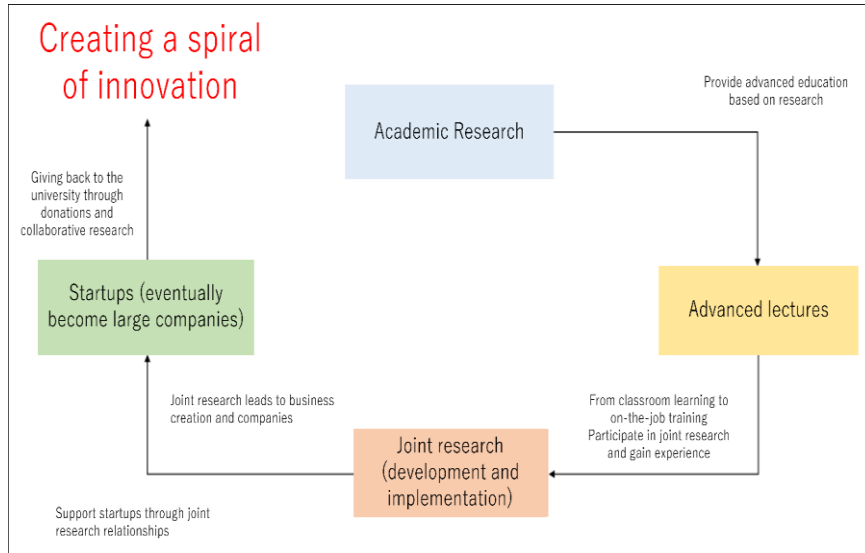 Creating a spiral
of innovation
Academic Research
Provide advanced education
based on research
Giving back to the
university through
donations and
collaborative research
Startups (eventually
become large companies)
Advanced lectures
Joint research leads to business
creation and companies
From classroom learning to
on-the-job training
Participate in joint research
and gain experience
Joint research
(development and
implementation)
Support startups through joint
research relationships